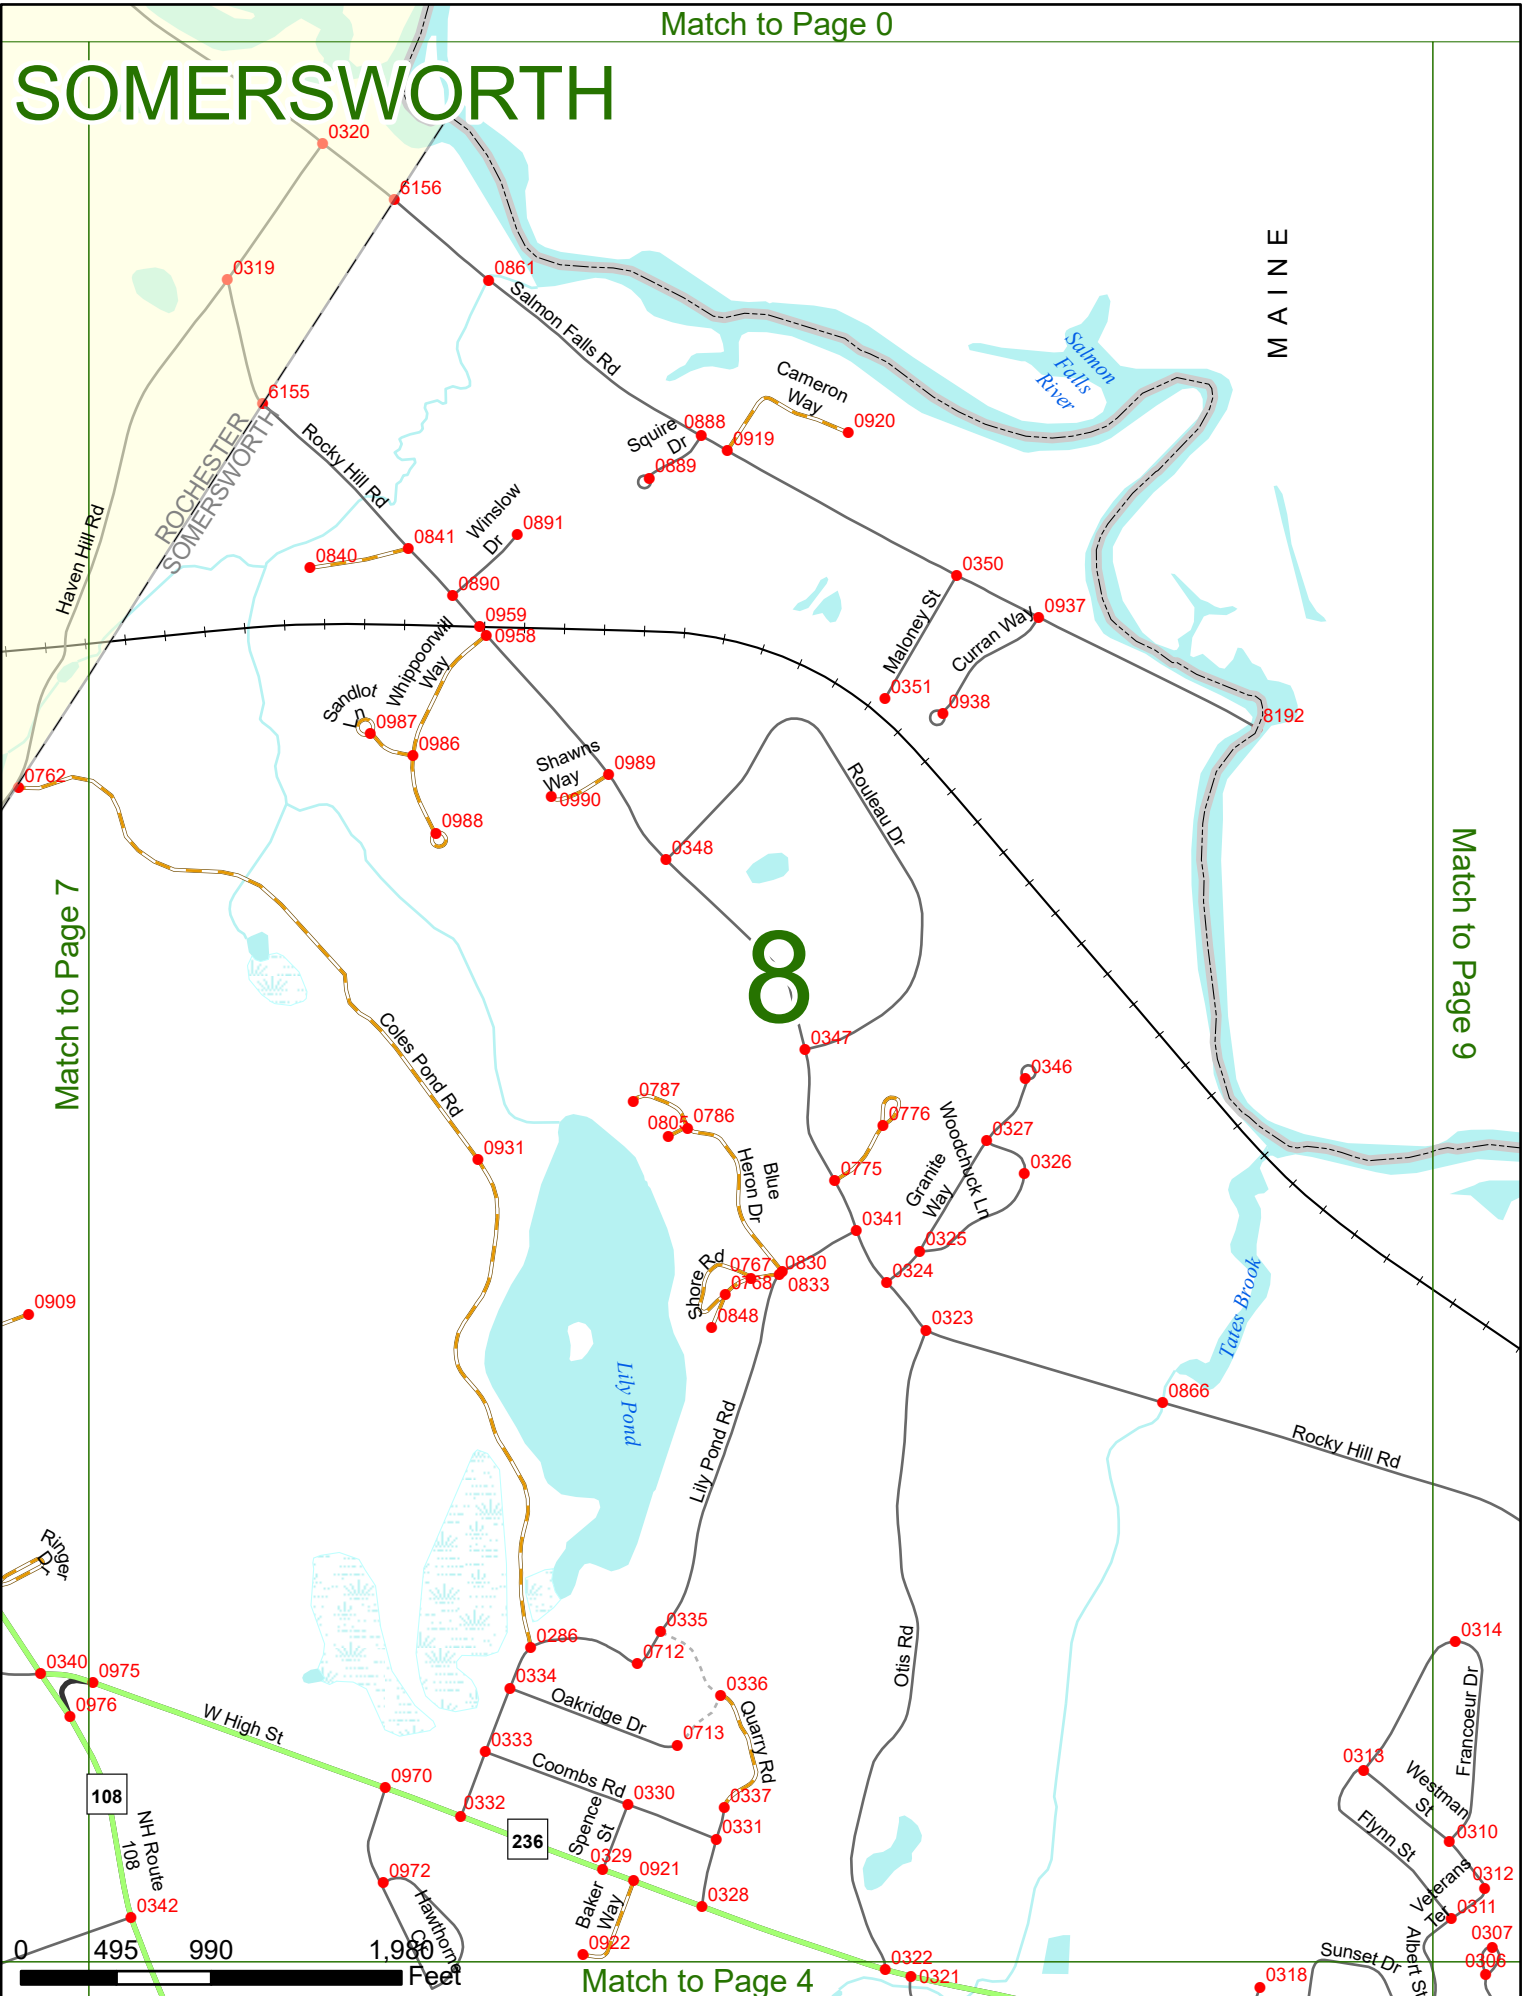 Match to Page 0
SOMERSWORTH
0320
6156
MAINE
0319
0861
Salmon Falls Rd
Salmon
Falls
River
Cameron
Way
6155
ROCHESTER
SOMERSWORTH
Rocky Hill Rd
Squire
Dr
0888
0919
0920
0889
Haven Hill Rd
Winslow
Dr
0891
0841
0840
0890
0350
0959
0958
0937
Whippoorwill
Way
Maloney St
Curran Way
0351
0938
8192
Sandlot
Ln
0987
0986
Shawns
Way
0989
0990
0762
0988
Rouleau Dr
0348
Match to Page 7
Match to Page 9
8
Coles Pond Rd
0347
0346
0787
0786
0805
0776
Woodchuck Ln
0327
0326
0931
Blue
Heron Dr
0775
Granite
Way
0341
0325
Shore Rd
0767
0768
0830
0833
0324
0848
0323
0909
Tates Brook
Lily Pond
Lily Pond Rd
0866
Rocky Hill Rd
Ringer
Dr
0335
0286
0712
Otis Rd
0314
0340
0975
0976
0334
0336
Oakridge Dr
0713
Quarry Rd
W High St
Francoeur Dr
0333
Coombs Rd
0313
Westman
St
108
0970
0332
0330
0337
NH Route
108
236
Spence
St
0331
Flynn St
0310
0329
0921
0972
Veterans
Ter
0312
0311
0342
Hawthorne
Cir
Baker
Way
0328
0922
Albert St
0307
0306
Sunset Dr
0322
0321
0318
0 495 990 1,980
Feet
Match to Page 4